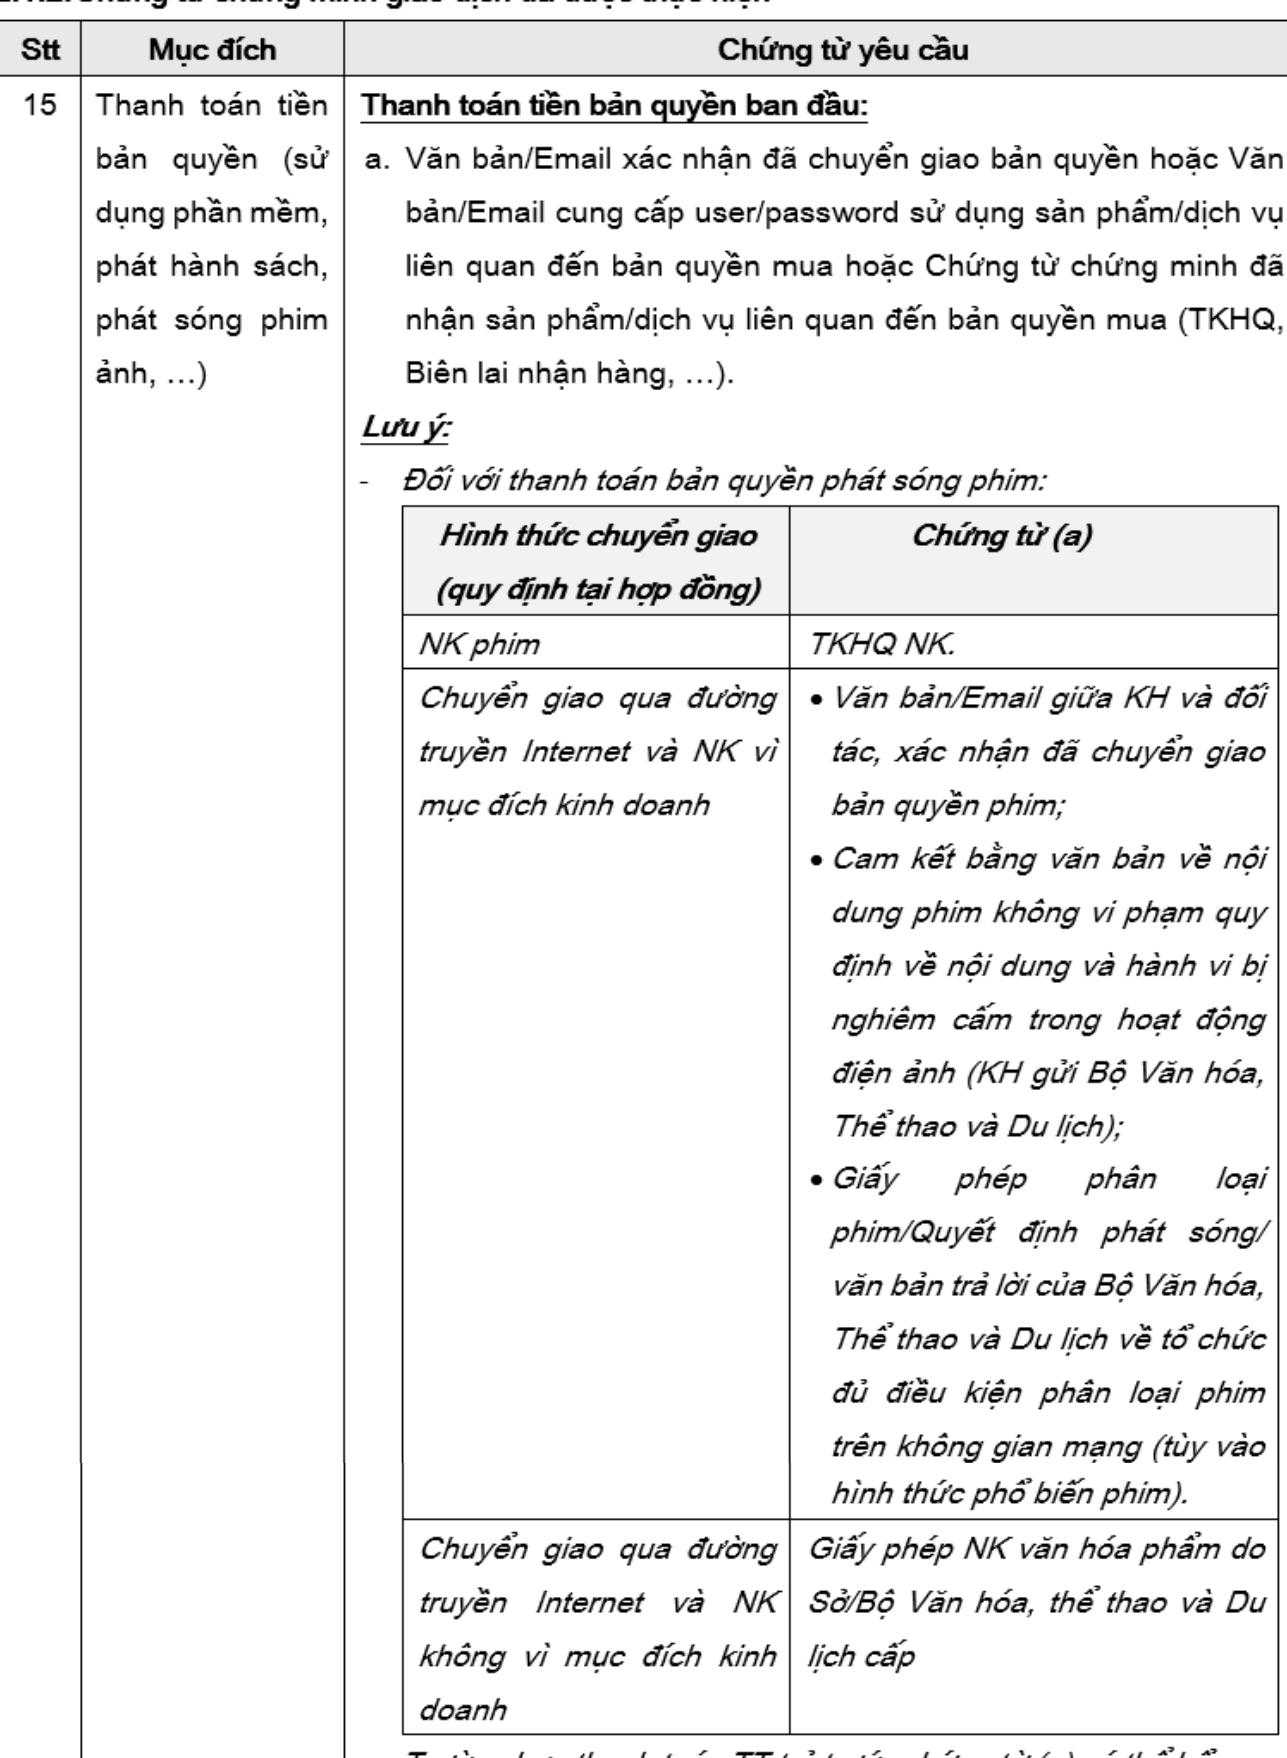 Stt Mục đích Chứng từ yêu cầu
15 Thanh toán tiền
bản quyền (sử
dụng phần mềm,
phát hành sách,
phát sóng phim
ảnh, …)
Thanh toán tiền bản quyền ban đầu:
a. Văn bản/Email xác nhận đã chuyển giao bản quyền hoặc Văn
bản/Email cung cấp user/password sử dụng sản phẩm/dịch vụ
liên quan đến bản quyền mua hoặc Chứng từ chứng minh đã
nhận sản phẩm/dịch vụ liên quan đến bản quyền mua (TKHQ,
Biên lai nhận hàng, …).
Lưu ý:
- Đối với thanh toán bản quyền phát sóng phim:
Hình thức chuyển giao
(quy định tại hợp đồng)
Chứng từ (a)
NK phim
TKHQ NK.
Chuyển giao qua đường
truyền Internet và NK vì
mục đích kinh doanh
• Văn bản/Email giữa KH và đối
tác, xác nhận đã chuyển giao
bản quyền phim;
• Cam kết bằng văn bản về nội
dung phim không vi phạm quy
định về nội dung và hành vi bị
nghiêm cấm trong hoạt động
điện ảnh (KH gửi Bộ Văn hóa,
Thể thao và Du lịch);
• Giấy phép phân loại
phim/Quyết định phát sóng/
văn bản trả lời của Bộ Văn hóa,
Thể thao và Du lịch về tổ chức
đủ điều kiện phân loại phim
trên không gian mạng (tùy vào
hình thức phổ biến phim).
Chuyển giao qua đường
truyền Internet và NK
không vì mục đích kinh
doanh
Giấy phép NK văn hóa phẩm do
Sở/Bộ Văn hóa, thể thao và Du
lịch cấp